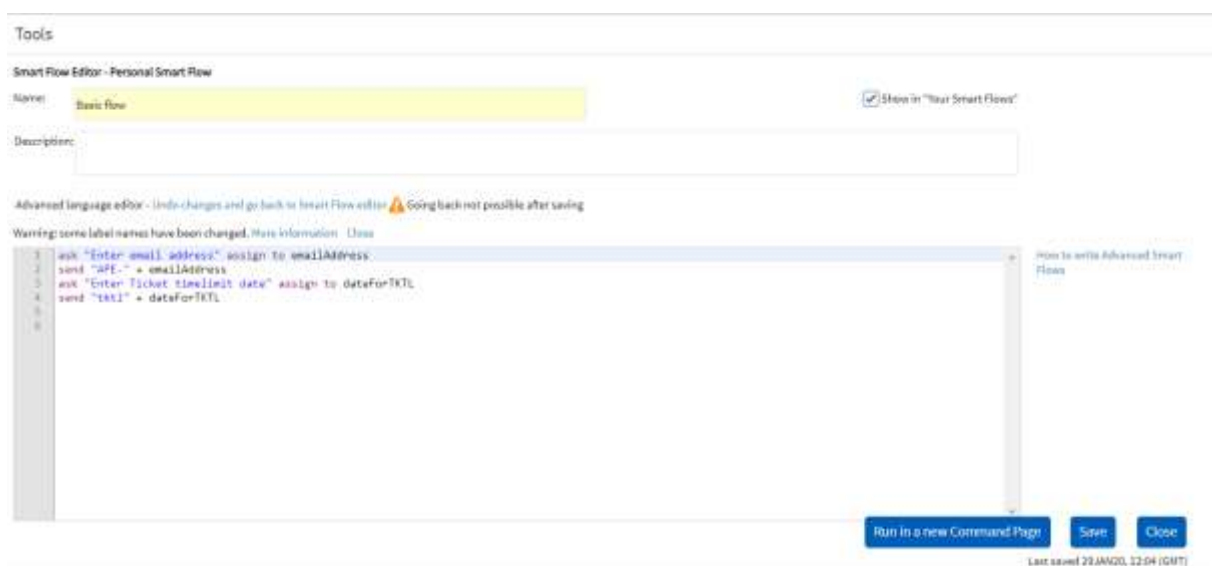 Tools
Smart Flow Editor - Personal Smart Flow
Name:
Basic flow
Show in "Your Smart Flows"
Description:
Advanced language editor - Undo changes and go back to Smart Flow editor Going back not possible after saving
Warning: some label names have been changed. More information Close
1 ask "Enter email address" assign to emailAddress
2 send "APE-" + emailAddress
3 ask "Enter Ticket timelimit date" assign to dateForTKTL
4 send "tktl" + dateForTKTL
5
6
How to write Advanced Smart
Flows
Run in a new Command Page Save Close
Last saved 29JAN20, 12:04 (GMT)